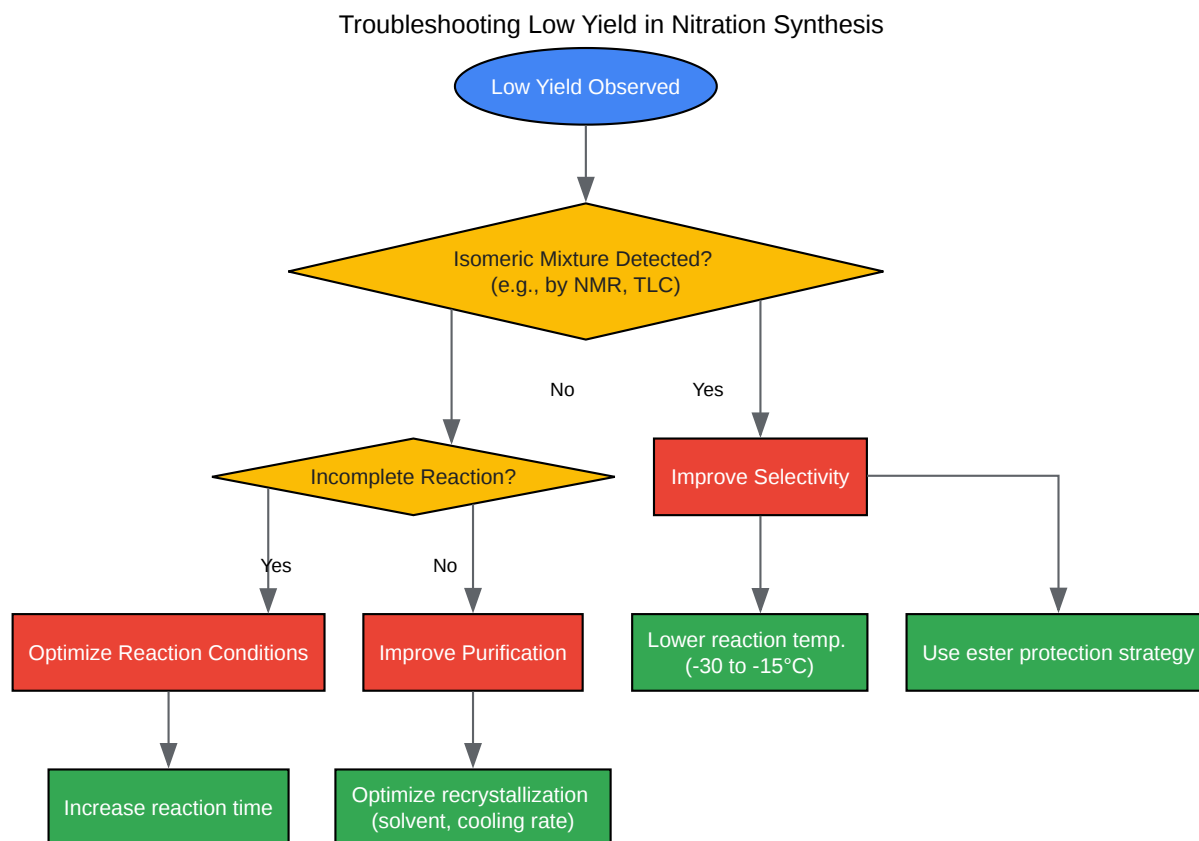 Troubleshooting Low Yield in Nitration Synthesis
Low Yield Observed
Isomeric Mixture Detected?
(e.g., by NMR, TLC)
No
Yes
Incomplete Reaction?
Improve Selectivity
Yes
No
Optimize Reaction Conditions
Improve Purification
Lower reaction temp.
(-30 to -15°C)
Use ester protection strategy
Increase reaction time
Optimize recrystallization
(solvent, cooling rate)